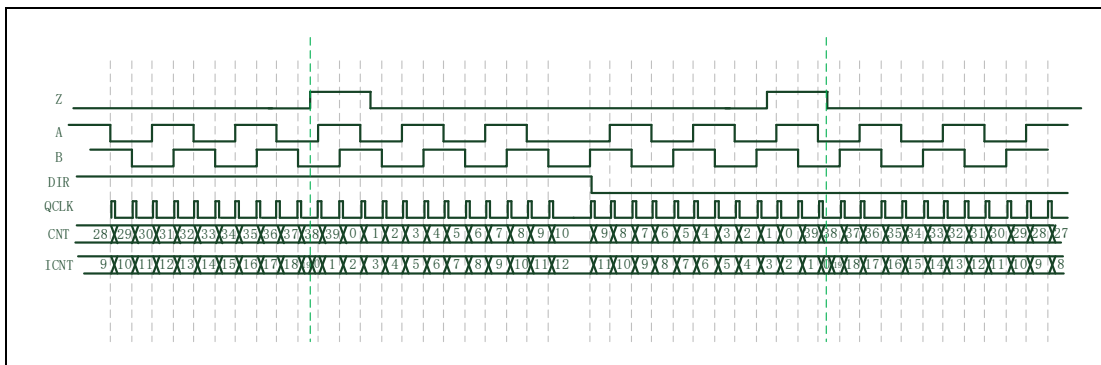 Z
A
B
DIR
QCLK
CNT 28 29 30 31 32 33 34 35 36 37 38 39 0 1 2 3 4 5 6 7 8 9 10 9 8 7 6 5 4 3 2 1 0 39 38 37 36 35 34 33 32 31 30 29 28 27
ICNT 9 10 11 12 13 14 15 16 17 18 0 1 2 3 4 5 6 7 8 9 10 11 12 11 10 9 8 7 6 5 4 3 2 1 0 19 18 17 16 15 14 13 12 11 10 9 8